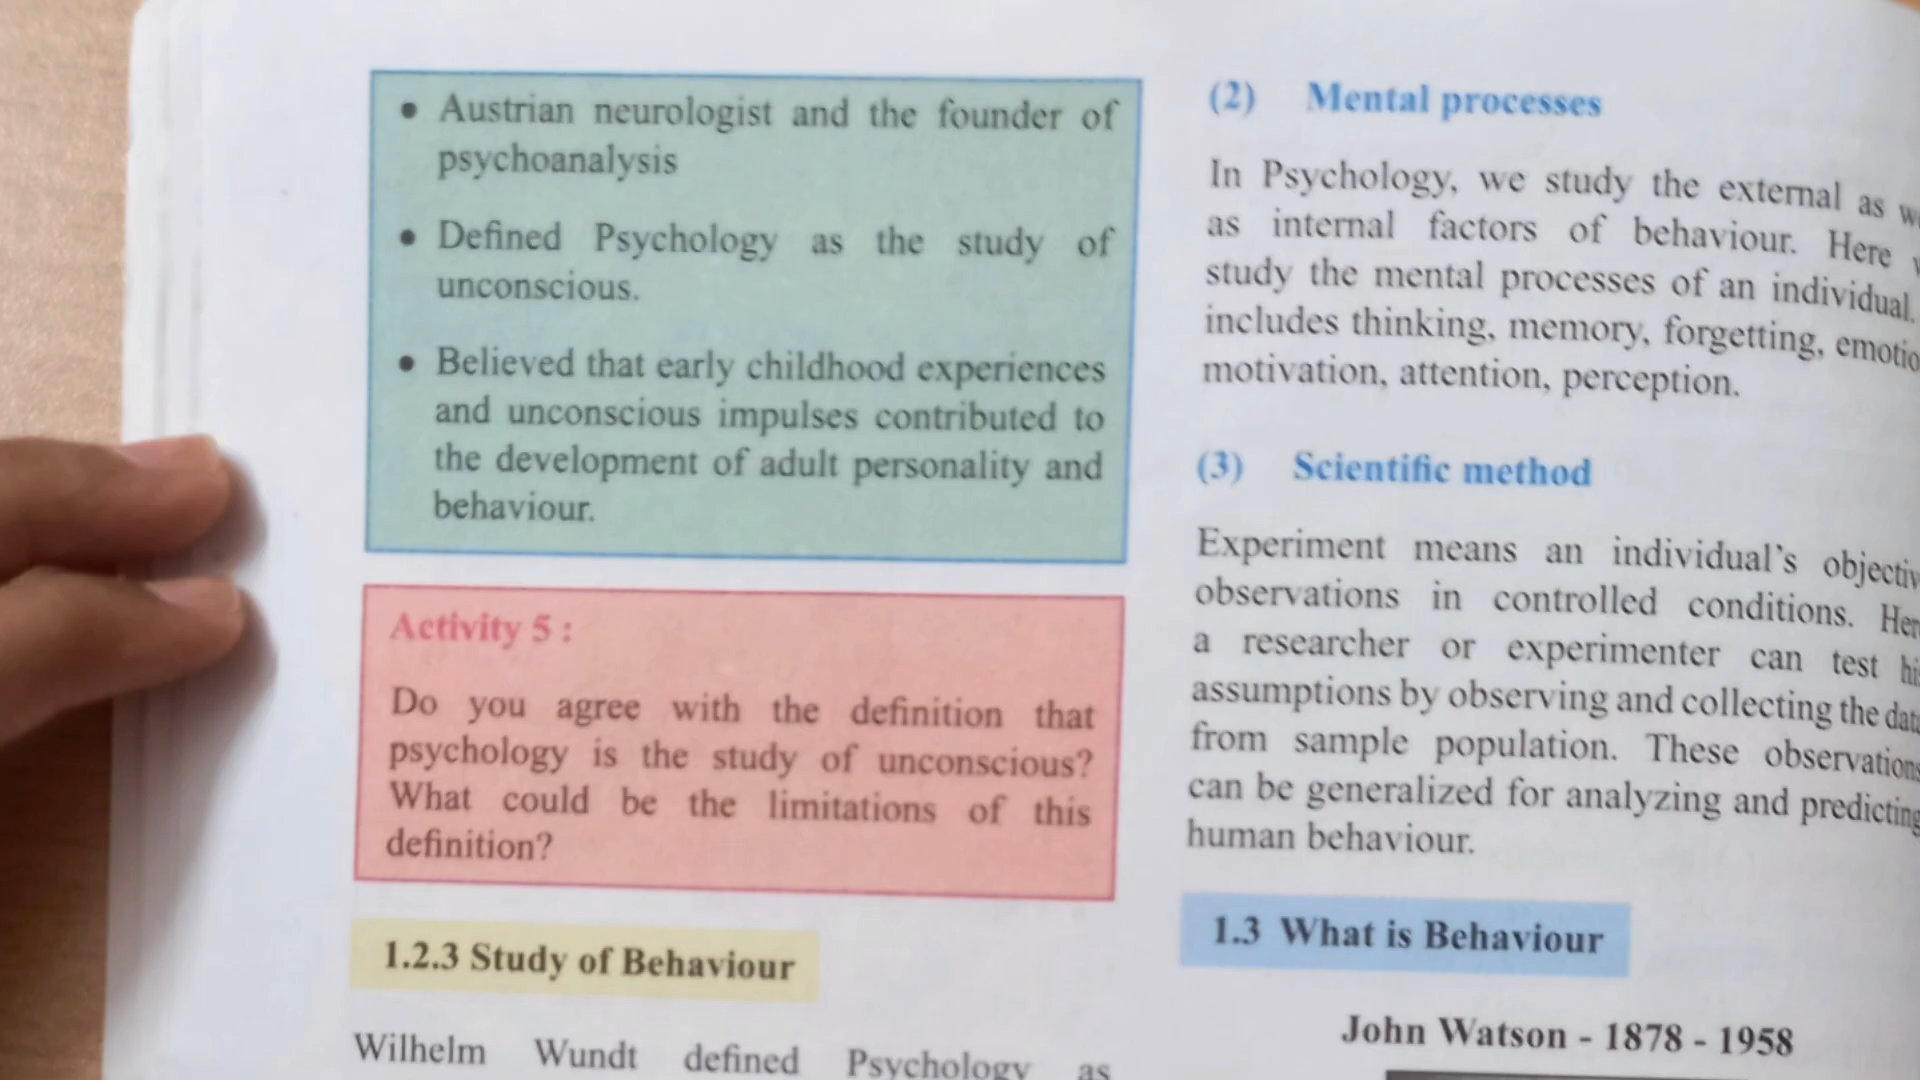 • Austrian neurologist and the founder of
psychoanalysis
• Defined Psychology as the study of
unconscious.
• Believed that early childhood experiences
and unconscious impulses contributed to
the development of adult personality and
behaviour.
Activity 5 :
Do you agree with the definition that
psychology is the study of unconscious?
What could be the limitations of this
definition?
1.2.3 Study of Behaviour
Wilhelm Wundt defined Psychology as
(2) Mental processes
In Psychology, we study the external as
as internal factors of behaviour. Here
study the mental processes of an individual.
includes thinking, memory, forgetting,
motivation, attention, perception.
(3) Scientific method
Experiment means an individual's
observations in controlled conditions.
a researcher or experimenter can test
assumptions by observing and collecting the
from sample population. These observations
can be generalized for analyzing and predicting
human behaviour.
1.3 What is Behaviour
John Watson - 1878 - 1958